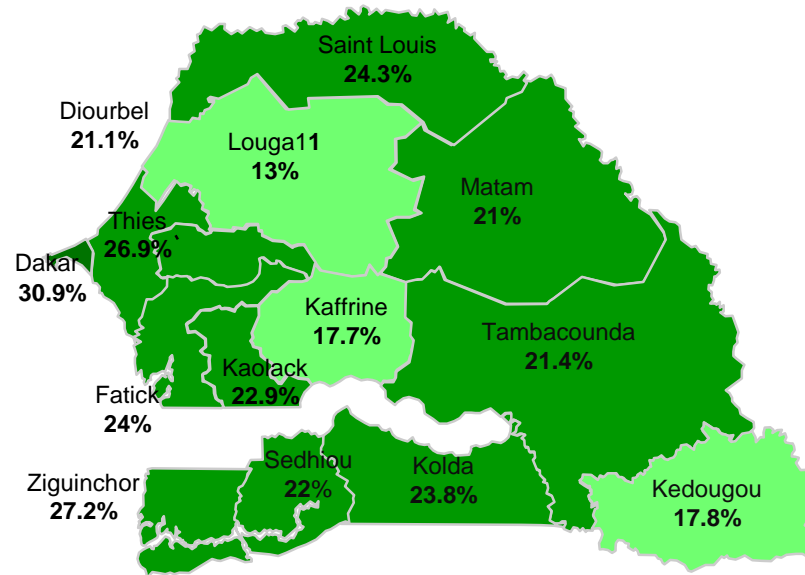 Saint Louis
24.3%
Diourbel
21.1%
Louga11
13%
Matam
21%
Thies
26.9%`
Dakar
30.9%
Kaffrine
17.7%
Tambacounda
21.4%
Kaolack
22.9%
Fatick
24%
Sedhiou
22%
Kolda
23.8%
Ziguinchor
27.2%
Kedougou
17.8%